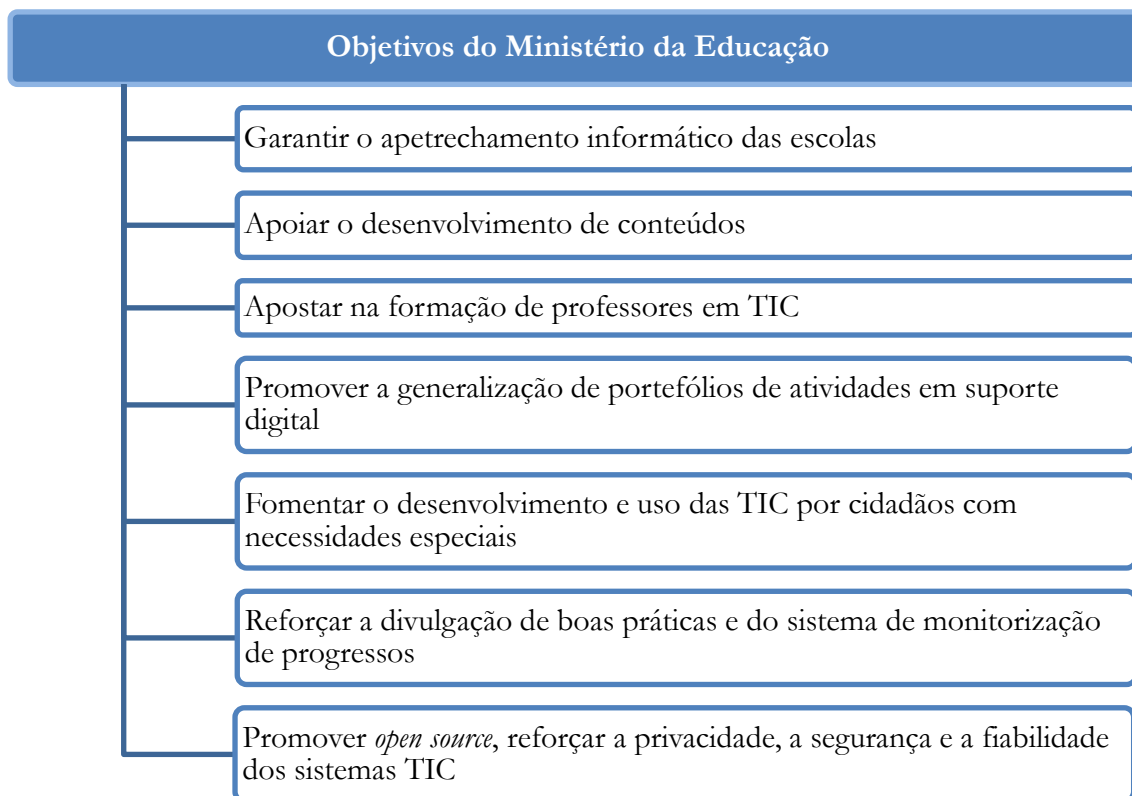 Objetivos do Ministério da Educação
Garantir o apetrechamento informático das escolas
Apoiar o desenvolvimento de conteúdos
Apostar na formação de professores em TIC
Promover a generalização de portefólios de atividades em suporte
digital
Fomentar o desenvolvimento e uso das TIC por cidadãos com
necessidades especiais
Reforçar a divulgação de boas práticas e do sistema de monitorização
de progressos
Promover open source, reforçar a privacidade, a segurança e a fiabilidade
dos sistemas TIC